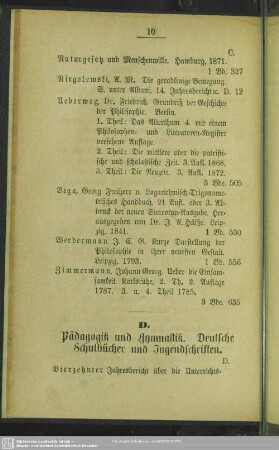 10
C.
Naturgesetz und Menschenwille. Hamburg, 1871.
1 Bd. 327
Niegolewski, A. M. Die geradlinige Bewegung.
S. unter Albani. 14. Jahresbericht 2c. D. 12
Ueberweg, Dr. Friedrich. Grundriß der Geschichte
der Philosophie. Berlin.
1. Theil: Das Alterthum 4 mit einem
Philosophen- und Literatoren-Register
versehene Auflage.
2. Theil: Die mittlere oder die patristi-
sche und scholastische Zeit. 3. Aufl. 1868.
3. Theil: Die Neuzeit. 3. Aufl. 1872.
3 Bde. 505
Vega, Georg Freiherr v. Logarithmisch-Trigonome-
trisches Handbuch. 21. Aufl. oder 3. Ab-
druck der neuen Stereotyp-Ausgabe. Her-
ausgegeben von Dr. J. A. Hülße. Leip-
zig, 1841. 1 Bd. 550
Werdermann, J. C. G. Kurze Darstellung der
Philosophie in ihrer neuesten Gestalt.
Leipzig, 1793. 1 Bd. 556
Zimmermann, Johann Georg. Ueber die Einsam-
samkeit. Karlsruhe, 2. Th. 2. Auflage
1787. 3. u. 4. Theil 1785.
3 Bde. 635
D.
Pädagogik und Gymnastik. Deutsche
Schulbücher und Jugendschriften.
D.
Vierzehnter Jahresbericht über die Unterrichts-